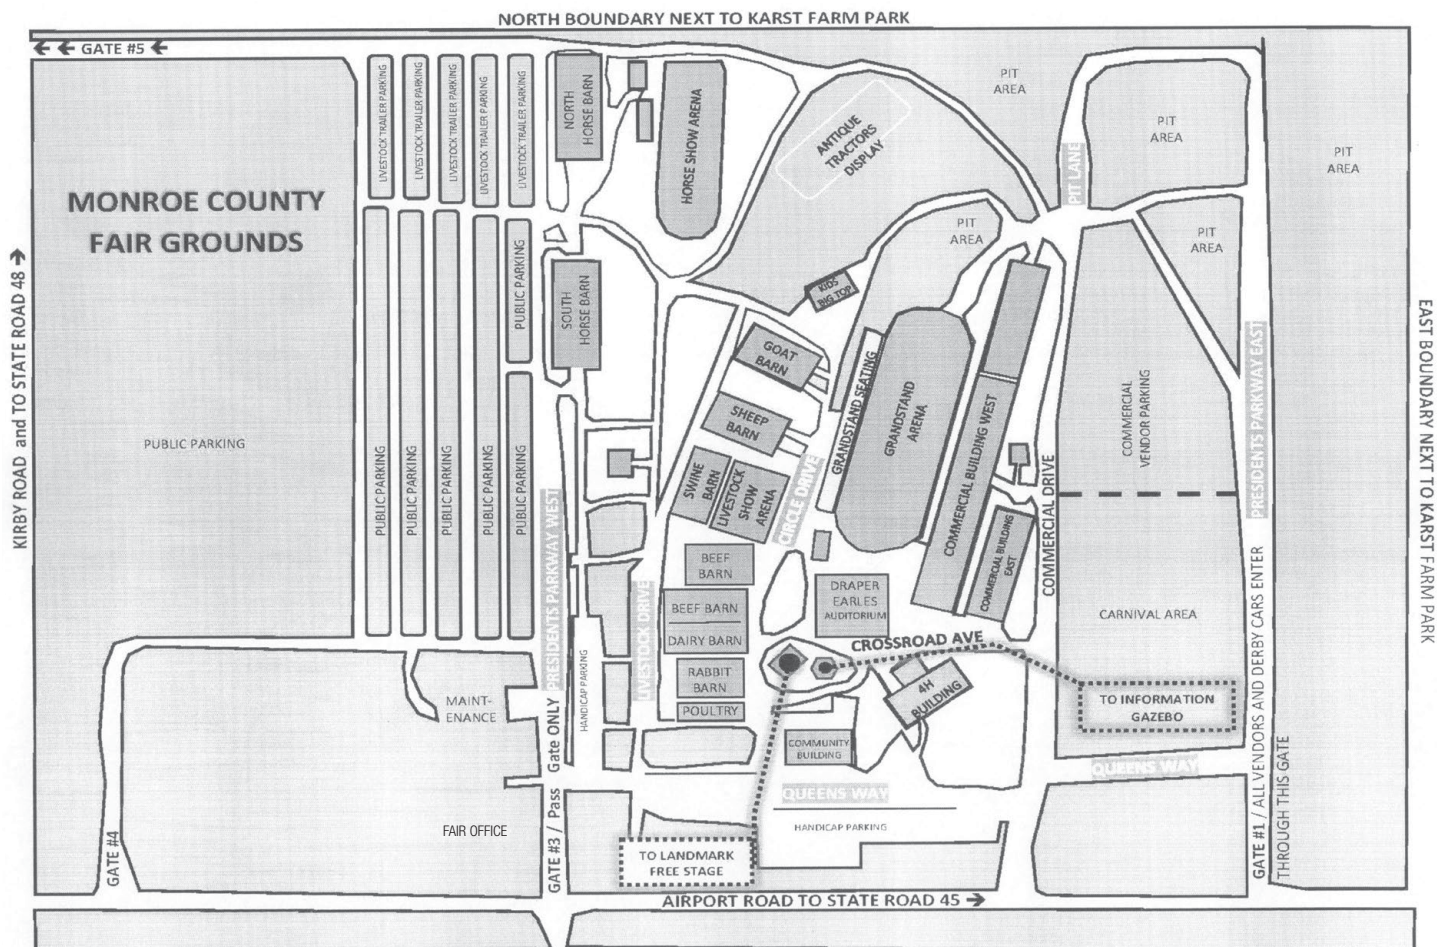 NORTH BOUNDARY NEXT TO KARST FARM PARK
← ← GATE #5 ←
MONROE COUNTY
FAIR GROUNDS
KIRBY ROAD and TO STATE ROAD 48 →
PUBLIC PARKING
LIVESTOCK TRAILER PARKING
LIVESTOCK TRAILER PARKING
LIVESTOCK TRAILER PARKING
LIVESTOCK TRAILER PARKING
LIVESTOCK TRAILER PARKING
PUBLIC PARKING
PUBLIC PARKING
PUBLIC PARKING
PUBLIC PARKING
PUBLIC PARKING
PUBLIC PARKING
NORTH
HORSE BARN
SOUTH
HORSE BARN
HORSE SHOW ARENA
ANTIQUE
TRACTORS
DISPLAY
PIT
AREA
PIT
AREA
PIT
AREA
PIT
AREA
PIT
AREA
PIT LANE
KIDS
BIG TOP
GOAT
BARN
SHEEP
BARN
SWINE
BARN
LIVESTOCK
SHOW
ARENA
CIRCLE DRIVE
GRANDSTAND SEATING
GRANDSTAND
ARENA
COMMERCIAL BUILDING WEST
COMMERCIAL BUILDING
EAST
COMMERCIAL DRIVE
COMMERCIAL
VENDOR PARKING
PRESIDENTS PARKWAY EAST
EAST BOUNDARY NEXT TO KARST FARM PARK
CARNIVAL AREA
BEEF
BARN
BEEF BARN
DAIRY BARN
RABBIT
BARN
POULTRY
DRAPER
EARLES
AUDITORIUM
CROSSROAD AVE
4H
BUILDING
COMMUNITY
BUILDING
TO INFORMATION
GAZEBO
QUEENS WAY
QUEENS WAY
HANDICAP PARKING
HANDICAP PARKING
LIVESTOCK DRIVE
PRESIDENTS PARKWAY WEST
GATE #3 / Pass Gate ONLY
MAINT-
ENANCE
FAIR OFFICE
GATE #4
TO LANDMARK
FREE STAGE
GATE #1 / ALL VENDORS AND DERBY CARS ENTER
THROUGH THIS GATE
AIRPORT ROAD TO STATE ROAD 45 →